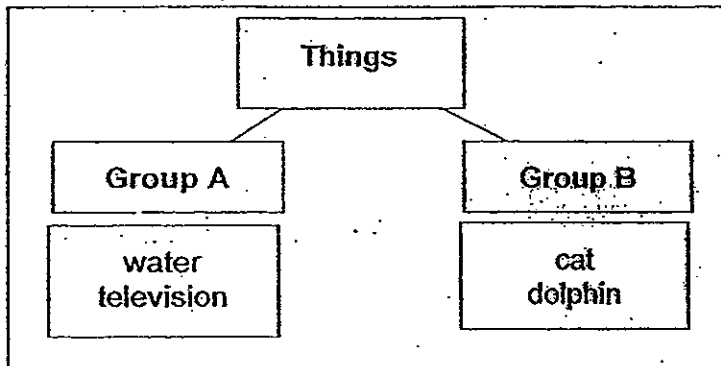 Things
Group A
Group B
water
television
cat
dolphin